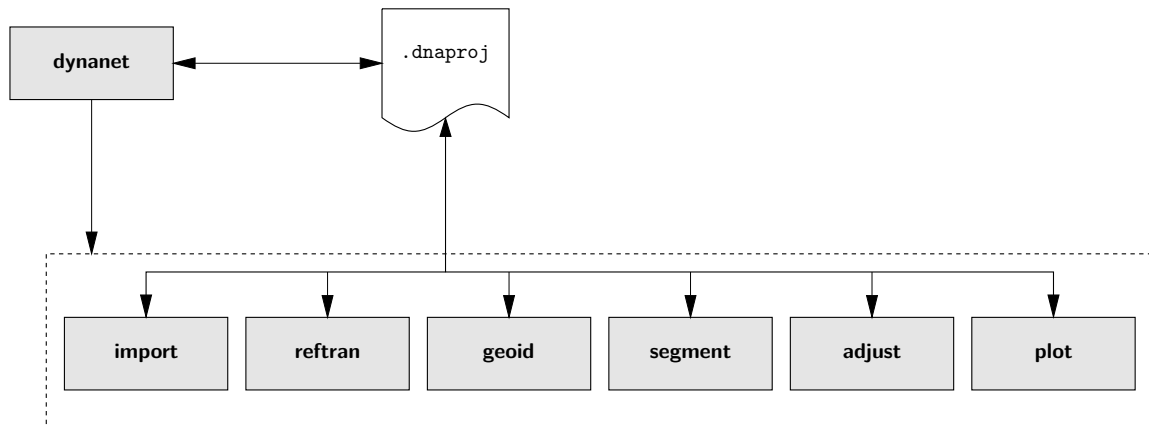 dynanet
.dnaproj
import
reftran
geoid
segment
adjust
plot